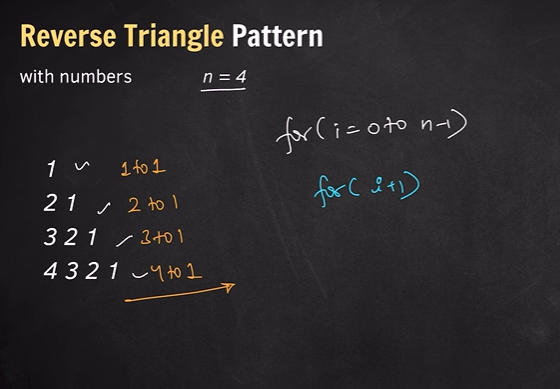 Reverse Triangle Pattern
with numbers n = 4
for( i = 0 to n-1)
for( i+1)
1 1 to 1
2 1 2 to 1
3 2 1 3 to 1
4 3 2 1 4 to 1